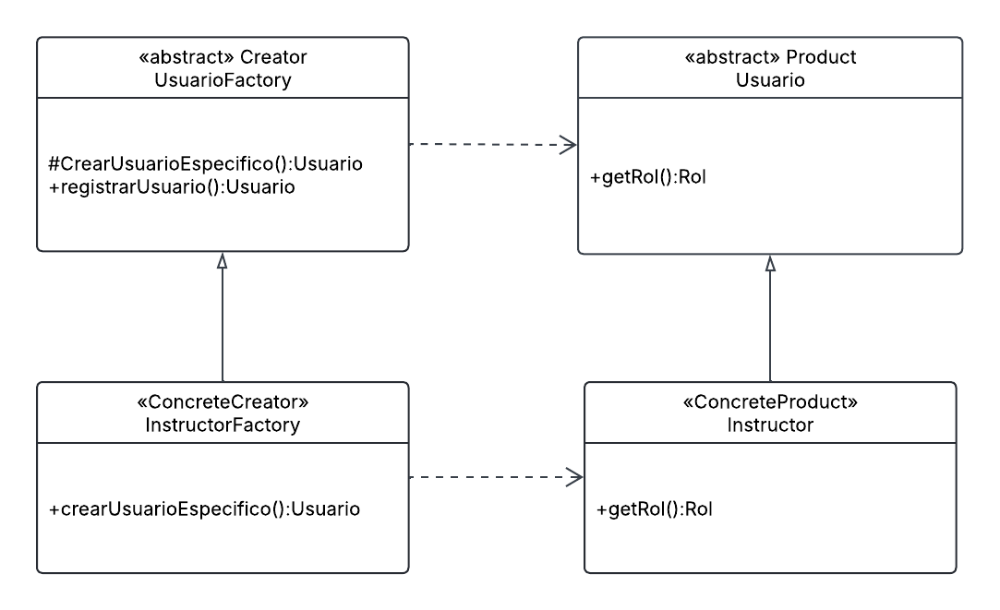 «abstract» Creator
UsuarioFactory
#CrearUsuarioEspecifico():Usuario
+registrarUsuario():Usuario
«abstract» Product
Usuario
+getRol():Rol
«ConcreteCreator»
InstructorFactory
+crearUsuarioEspecifico():Usuario
«ConcreteProduct»
Instructor
+getRol():Rol